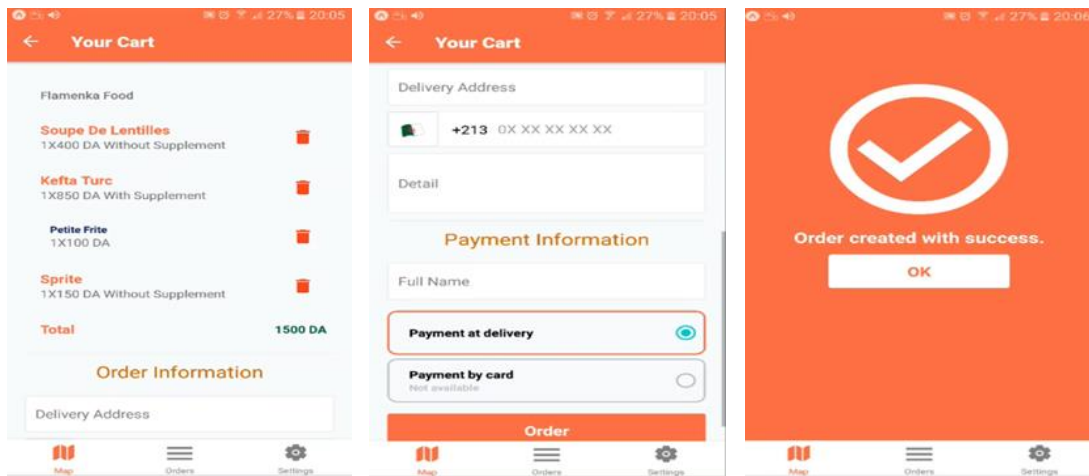 27% 20:05
Your Cart
Flamenka Food
Soupe De Lentilles
1X400 DA Without Supplement
Kefta Turc
1X850 DA With Supplement
Petite Frite
1X100 DA
Sprite
1X150 DA Without Supplement
Total 1500 DA
Order Information
Delivery Address
Map Orders Settings
27% 20:05
Your Cart
Delivery Address
+213 0X XX XX XX XX
Detail
Payment Information
Full Name
Payment at delivery
Payment by card
Not available
Order
Map Orders Settings
27% 20:06
Order created with success.
OK
Map Orders Settings